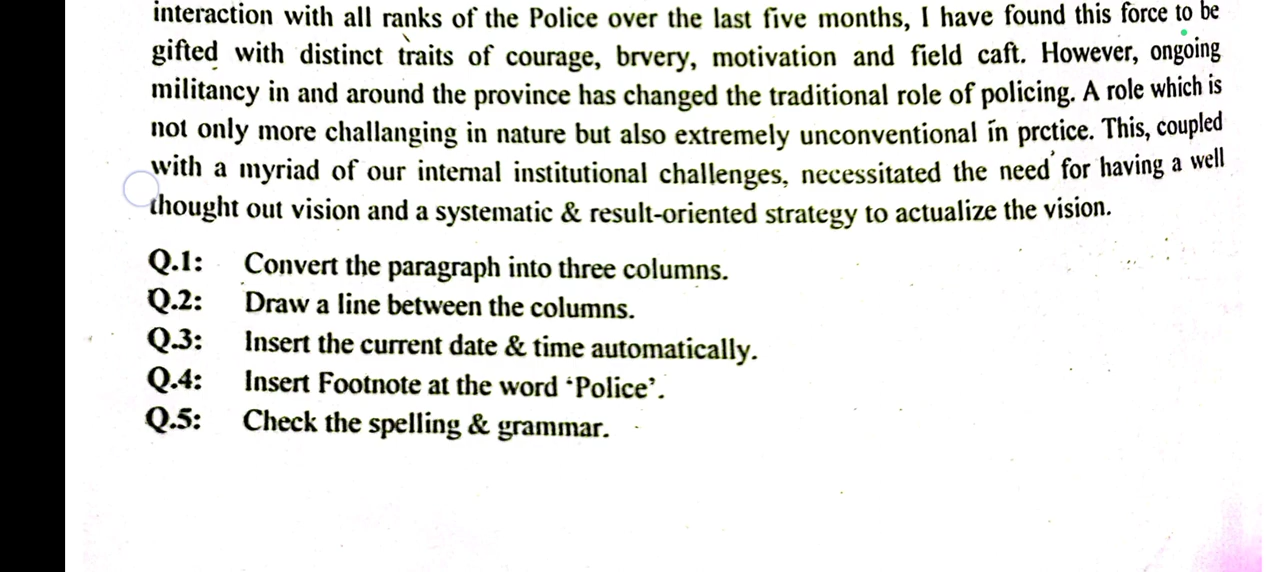 interaction with all ranks of the Police over the last five months, I have found this force to be
gifted with distinct traits of courage, brvery, motivation and field caft. However, ongoing
militancy in and around the province has changed the traditional role of policing. A role which is
not only more challanging in nature but also extremely unconventional in prctice. This, coupled
with a myriad of our internal institutional challenges, necessitated the need for having a well
thought out vision and a systematic & result-oriented strategy to actualize the vision.
Q.1: Convert the paragraph into three columns.
Q.2: Draw a line between the columns.
Q.3: Insert the current date & time automatically.
Q.4: Insert Footnote at the word ‘Police’.
Q.5: Check the spelling & grammar.